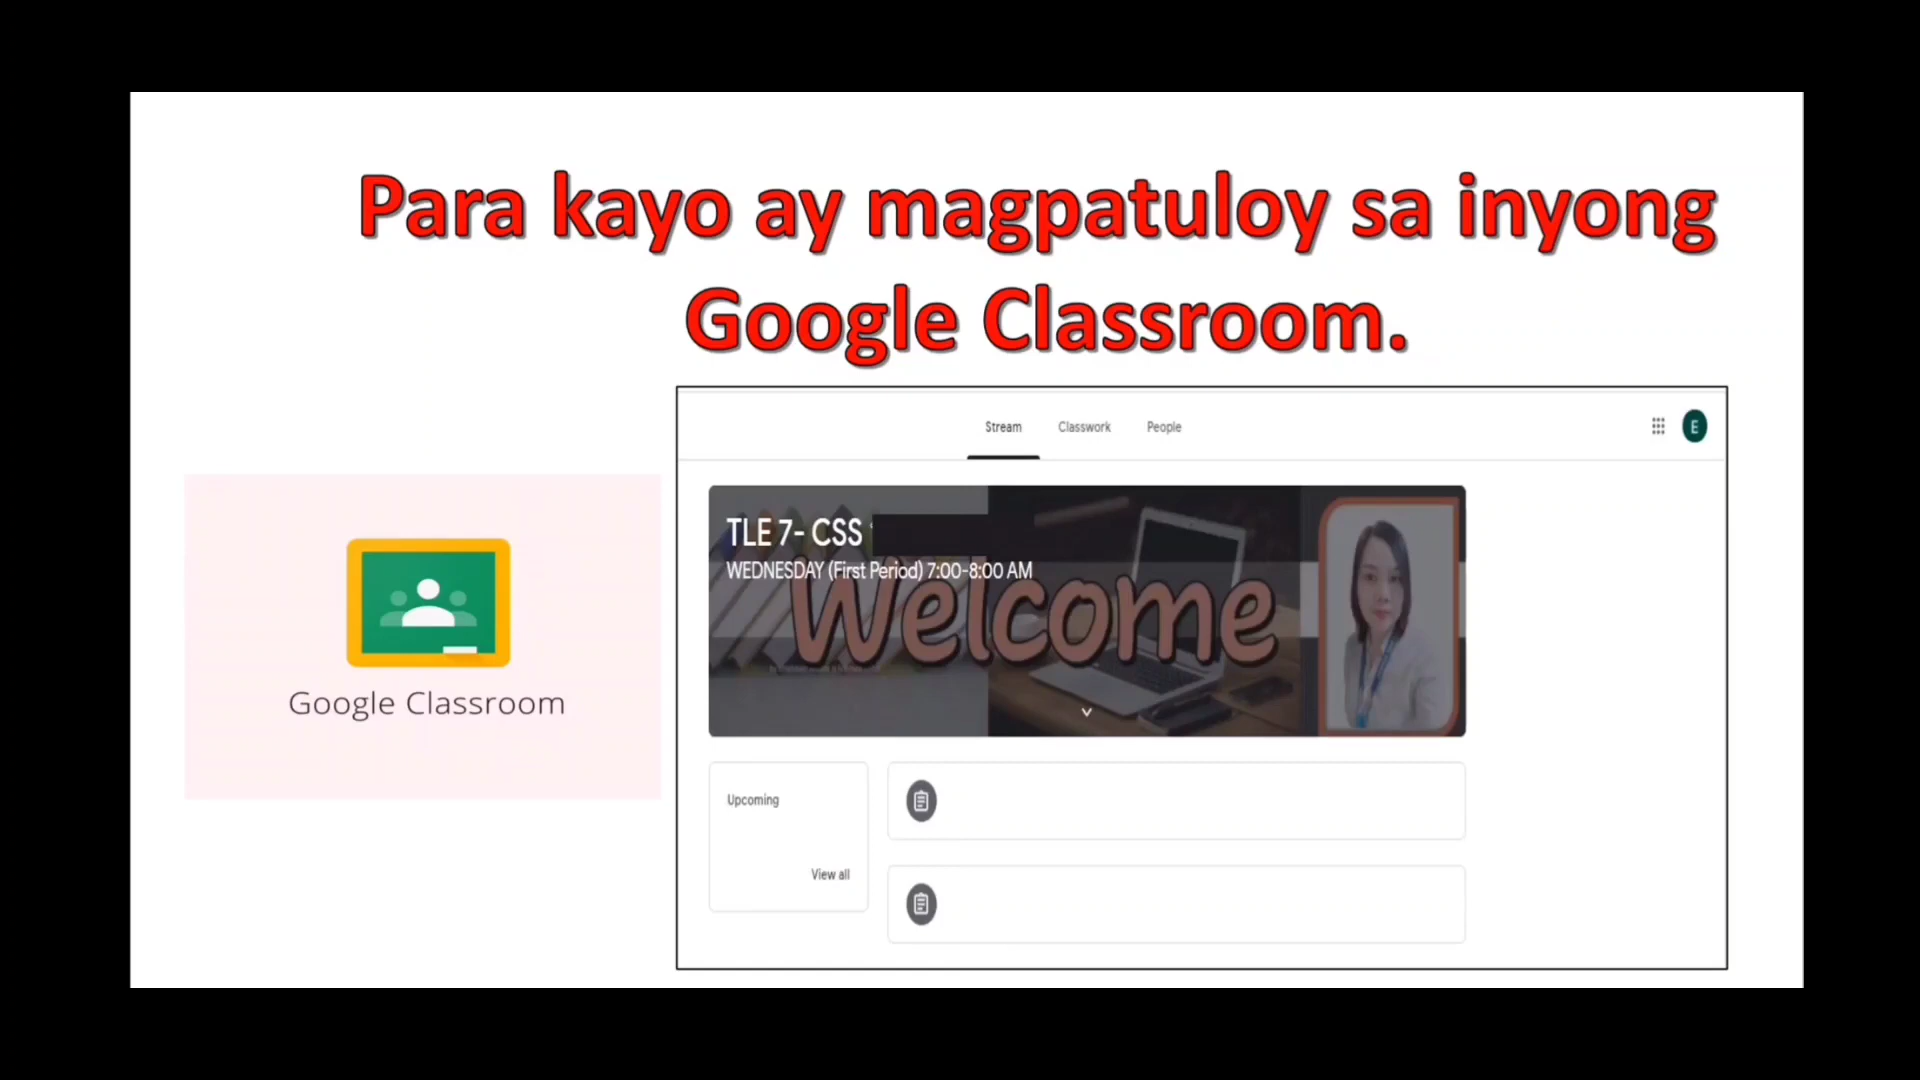 Para kayo ay magpatuloy sa inyong
Google Classroom.
Stream Classwork People
E
TLE 7- CSS
WEDNESDAY (First Period) 7:00-8:00 AM
Welcome
Google Classroom
Upcoming
View all